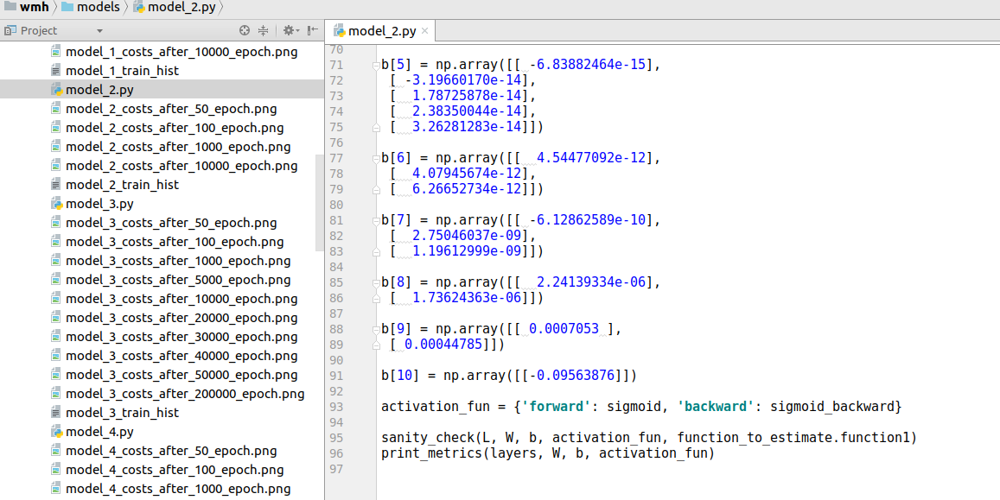 wmh models model_2.py
Project
model_1_costs_after_10000_epoch.png
model_1_train_hist
model_2.py
model_2_costs_after_50_epoch.png
model_2_costs_after_100_epoch.png
model_2_costs_after_1000_epoch.png
model_2_costs_after_10000_epoch.png
model_2_train_hist
model_3.py
model_3_costs_after_50_epoch.png
model_3_costs_after_100_epoch.png
model_3_costs_after_1000_epoch.png
model_3_costs_after_5000_epoch.png
model_3_costs_after_10000_epoch.png
model_3_costs_after_20000_epoch.png
model_3_costs_after_30000_epoch.png
model_3_costs_after_40000_epoch.png
model_3_costs_after_50000_epoch.png
model_3_costs_after_200000_epoch.png
model_3_train_hist
model_4.py
model_4_costs_after_50_epoch.png
model_4_costs_after_100_epoch.png
model_4_costs_after_1000_epoch.png
model_2.py
70
71 b[5] = np.array([[ -6.83882464e-15],
72 [ -3.19660170e-14],
73 [  1.78725878e-14],
74 [  2.38350044e-14],
75 [  3.26281283e-14]])
76
77 b[6] = np.array([[  4.54477092e-12],
78 [  4.07945674e-12],
79 [  6.26652734e-12]])
80
81 b[7] = np.array([[ -6.12862589e-10],
82 [  2.75046037e-09],
83 [  1.19612999e-09]])
84
85 b[8] = np.array([[  2.24139334e-06],
86 [  1.73624363e-06]])
87
88 b[9] = np.array([[ 0.0007053 ],
89 [ 0.00044785]])
90
91 b[10] = np.array([[-0.09563876]])
92
93 activation_fun = {'forward': sigmoid, 'backward': sigmoid_backward}
94
95 sanity_check(L, W, b, activation_fun, function_to_estimate.function1)
96 print_metrics(layers, W, b, activation_fun)
97